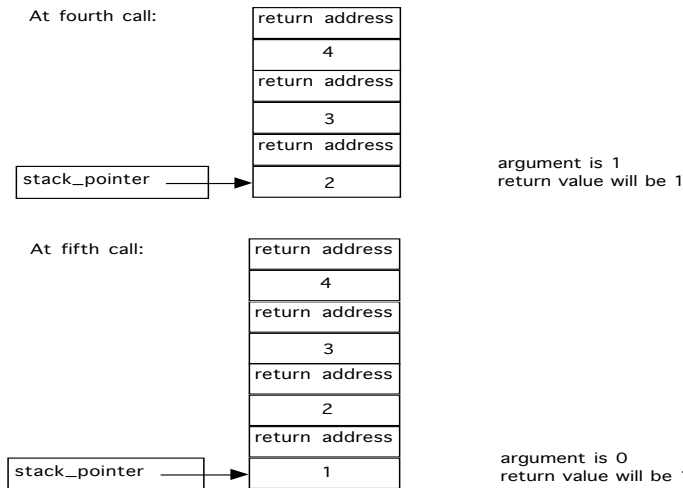 At fourth call:
return address
4
return address
3
return address
2
stack_pointer
argument is 1
return value will be 1
At fifth call:
return address
4
return address
3
return address
2
return address
1
stack_pointer
argument is 0
return value will be